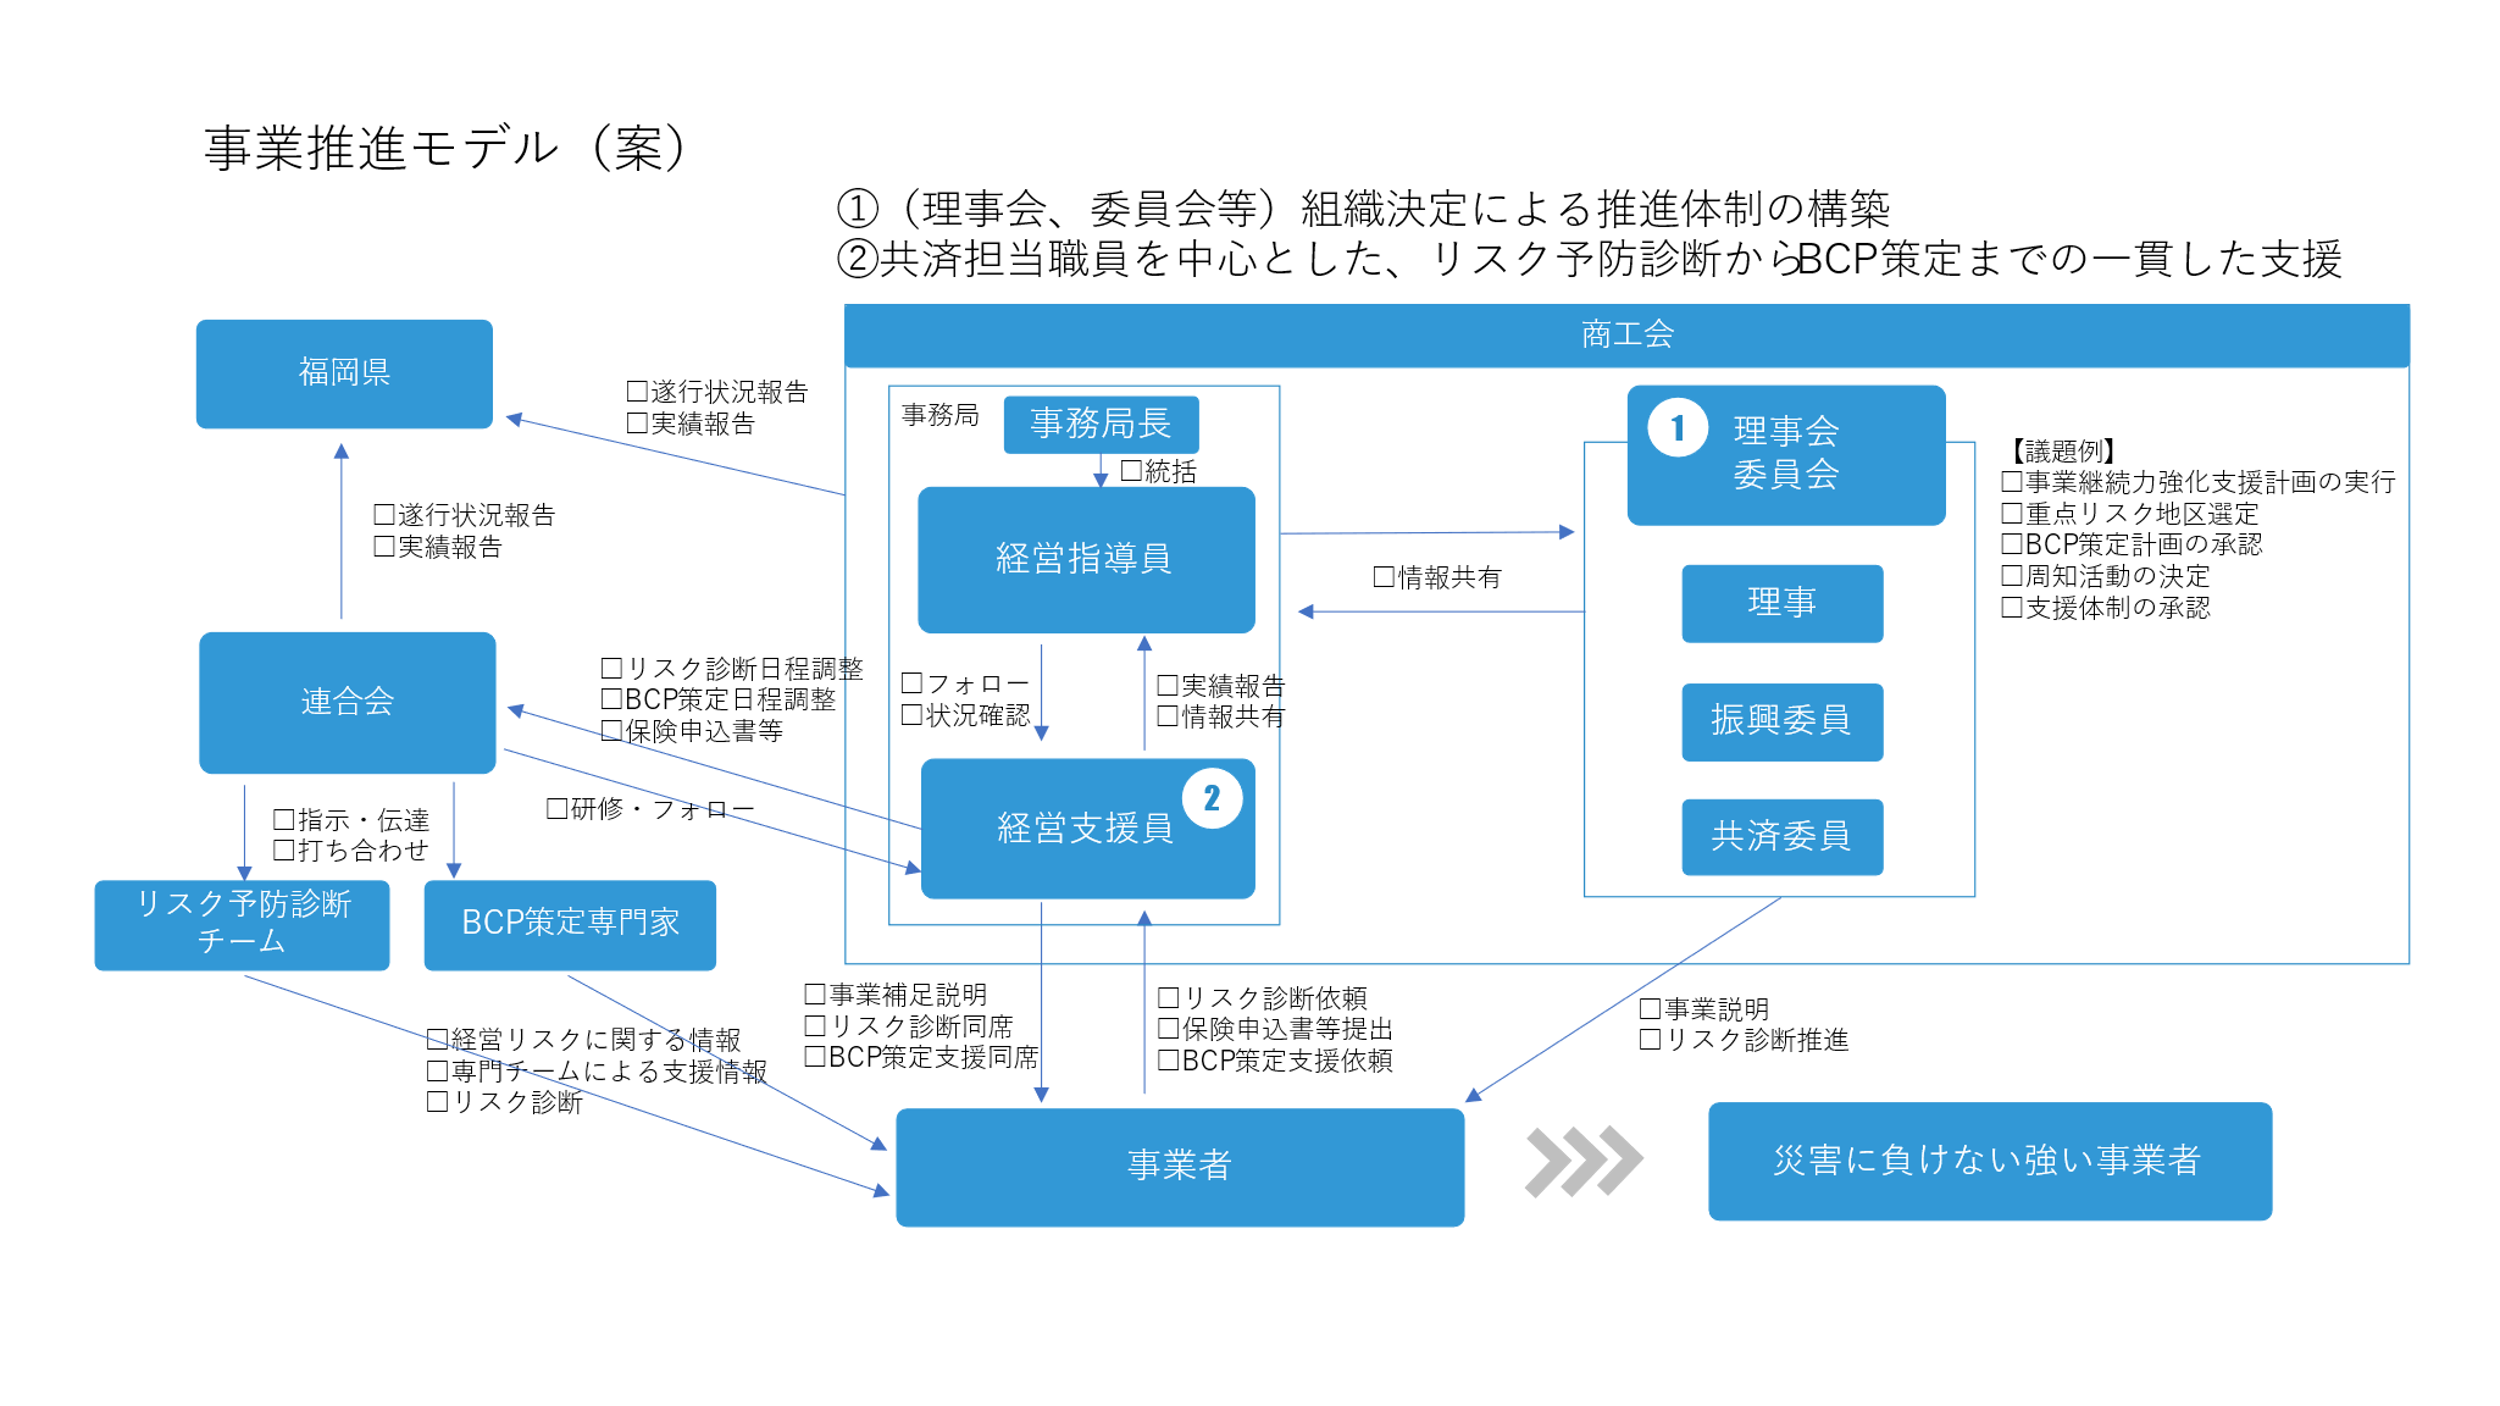 事業推進モデル（案）
①（理事会、委員会等）組織決定による推進体制の構築
②共済担当職員を中心とした、リスク予防診断からBCP策定までの一貫した支援
商工会
福岡県
□遂行状況報告
□実績報告
事務局
事務局長
□統括
経営指導員
1
理事会
委員会
【議題例】
□事業継続力強化支援計画の実行
□重点リスク地区選定
□BCP策定計画の承認
□周知活動の決定
□支援体制の承認
□遂行状況報告
□実績報告
□情報共有
理事
振興委員
共済委員
連合会
□リスク診断日程調整
□BCP策定日程調整
□保険申込書等
□フォロー
□状況確認
□実績報告
□情報共有
□研修・フォロー
経営支援員
2
□指示・伝達
□打ち合わせ
リスク予防診断
チーム
BCP策定専門家
□経営リスクに関する情報
□専門チームによる支援情報
□リスク診断
□事業補足説明
□リスク診断同席
□BCP策定支援同席
□リスク診断依頼
□保険申込書等提出
□BCP策定支援依頼
□事業説明
□リスク診断推進
事業者
災害に負けない強い事業者